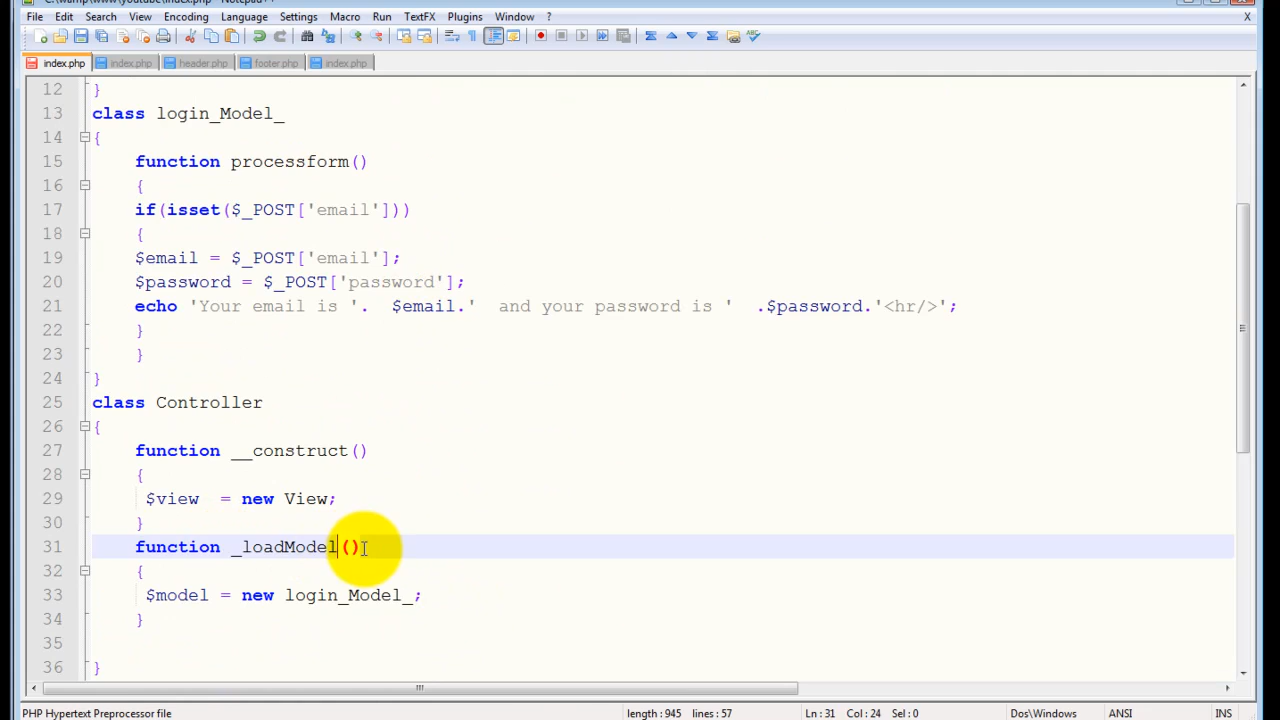 File Edit Search View Encoding Language Settings Macro Run TextFX Plugins Window ? X
index.php index.php header.php footer.php index.php
12 }
13 class login_Model_
14 {
15 function processform()
16 {
17 if(isset($_POST['email']))
18 {
19 $email = $_POST['email'];
20 $password = $_POST['password'];
21 echo 'Your email is '. $email.' and your password is ' .$password.'<hr/>';
22 }
23 }
24 }
25 class Controller
26 {
27 function __construct()
28 {
29 $view = new View;
30 }
31 function _loadModel()
32 {
33 $model = new login_Model_;
34 }
35
36 }
PHP Hypertext Preprocessor file length : 945 lines : 57 Ln : 31 Col : 24 Sel : 0 Dos\Windows ANSI INS